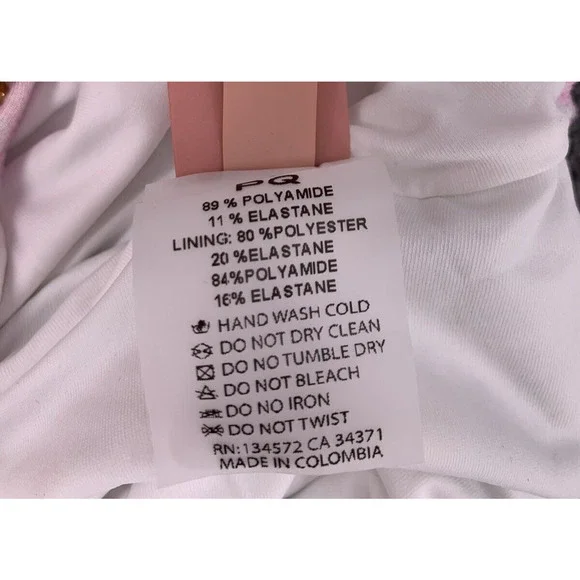 PQ
89 % POLYAMIDE
11 % ELASTANE
LINING: 80 %POLYESTER
20 %ELASTANE
84%POLYAMIDE
16% ELASTANE
HAND WASH COLD
DO NOT DRY CLEAN
DO NO TUMBLE DRY
DO NOT BLEACH
DO NO IRON
DO NOT TWIST
RN: 134572 CA 34371
MADE IN COLOMBIA